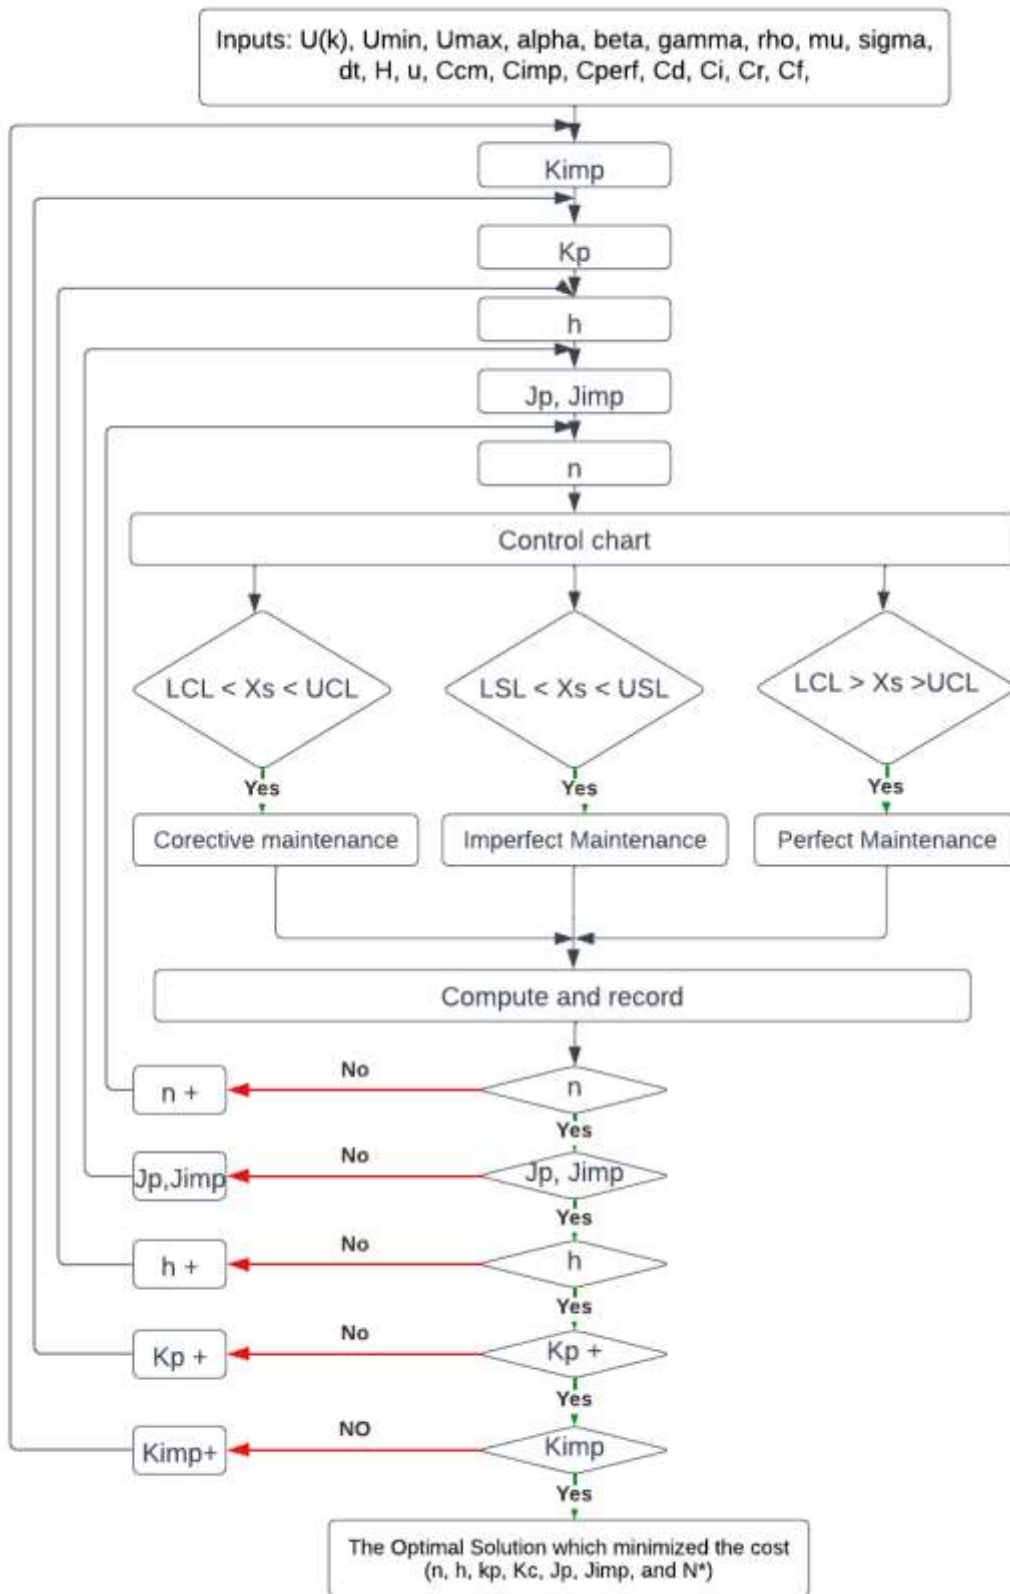 Inputs: U(k), Umin, Umax, alpha, beta, gamma, rho, mu, sigma,
dt, H, u, Ccm, Cimp, Cperf, Cd, Ci, Cr, Cf,
Kimp
Kp
h
Jp, Jimp
n
Control chart
LCL < Xs < UCL
LSL < Xs < USL
LCL > Xs >UCL
Yes
Yes
Yes
Corective maintenance
Imperfect Maintenance
Perfect Maintenance
Compute and record
n +
No
n
Yes
Jp,Jimp
No
Jp, Jimp
Yes
h +
No
h
Yes
Kp +
No
Kp +
Yes
Kimp+
NO
Kimp
Yes
The Optimal Solution which minimized the cost
(n, h, kp, Kc, Jp, Jimp, and N*)